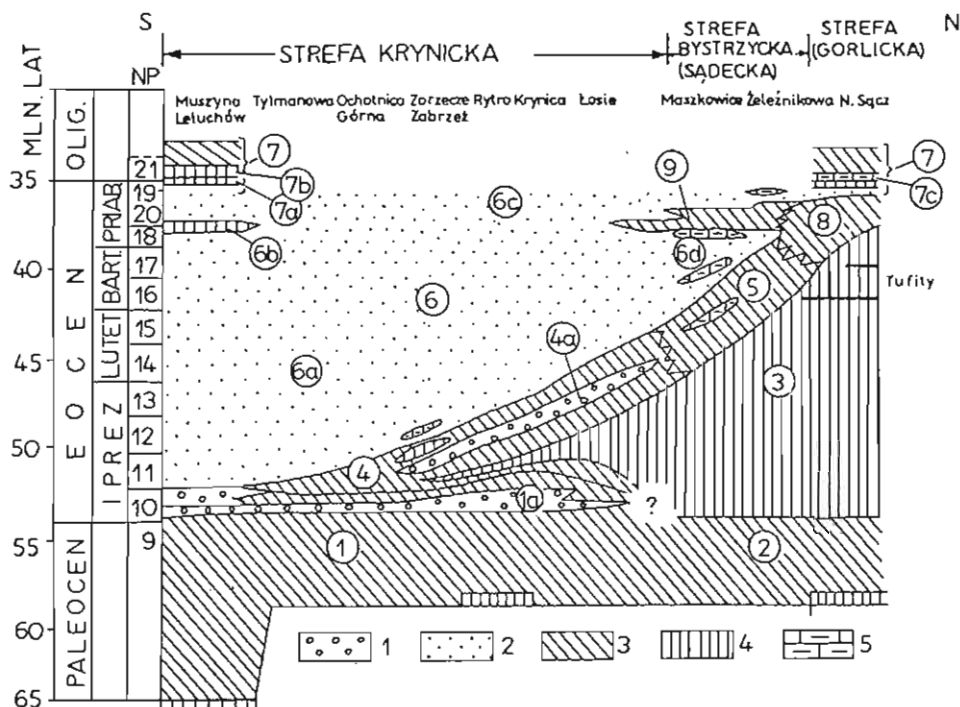 S
N
STREFA KRYNICKA
STREFA
BYSTRZYCKA
(SĄDECKA)
STREFA
(GORLICKA)
MLN. LAT
NP
Muszyna
Leluchów
Tylmanowa
Ochotnica
Górna
Zorzecze
Zabrzeż
Rytro
Krynica
Łosie
Maszkowice
Żeleźnikowa
N. Sącz
OLIG.
EOCEN
PALEOCEN
PRIAB.
BART.
LUTET
IPREZ
35
40
45
50
55
60
65
21
19
20
18
17
16
15
14
13
12
11
10
9
7
7b
7a
6b
6c
6
6a
6d
9
8
5
4a
4
3
1a
?
1
2
7
7c
Tufity
1
2
3
4
5